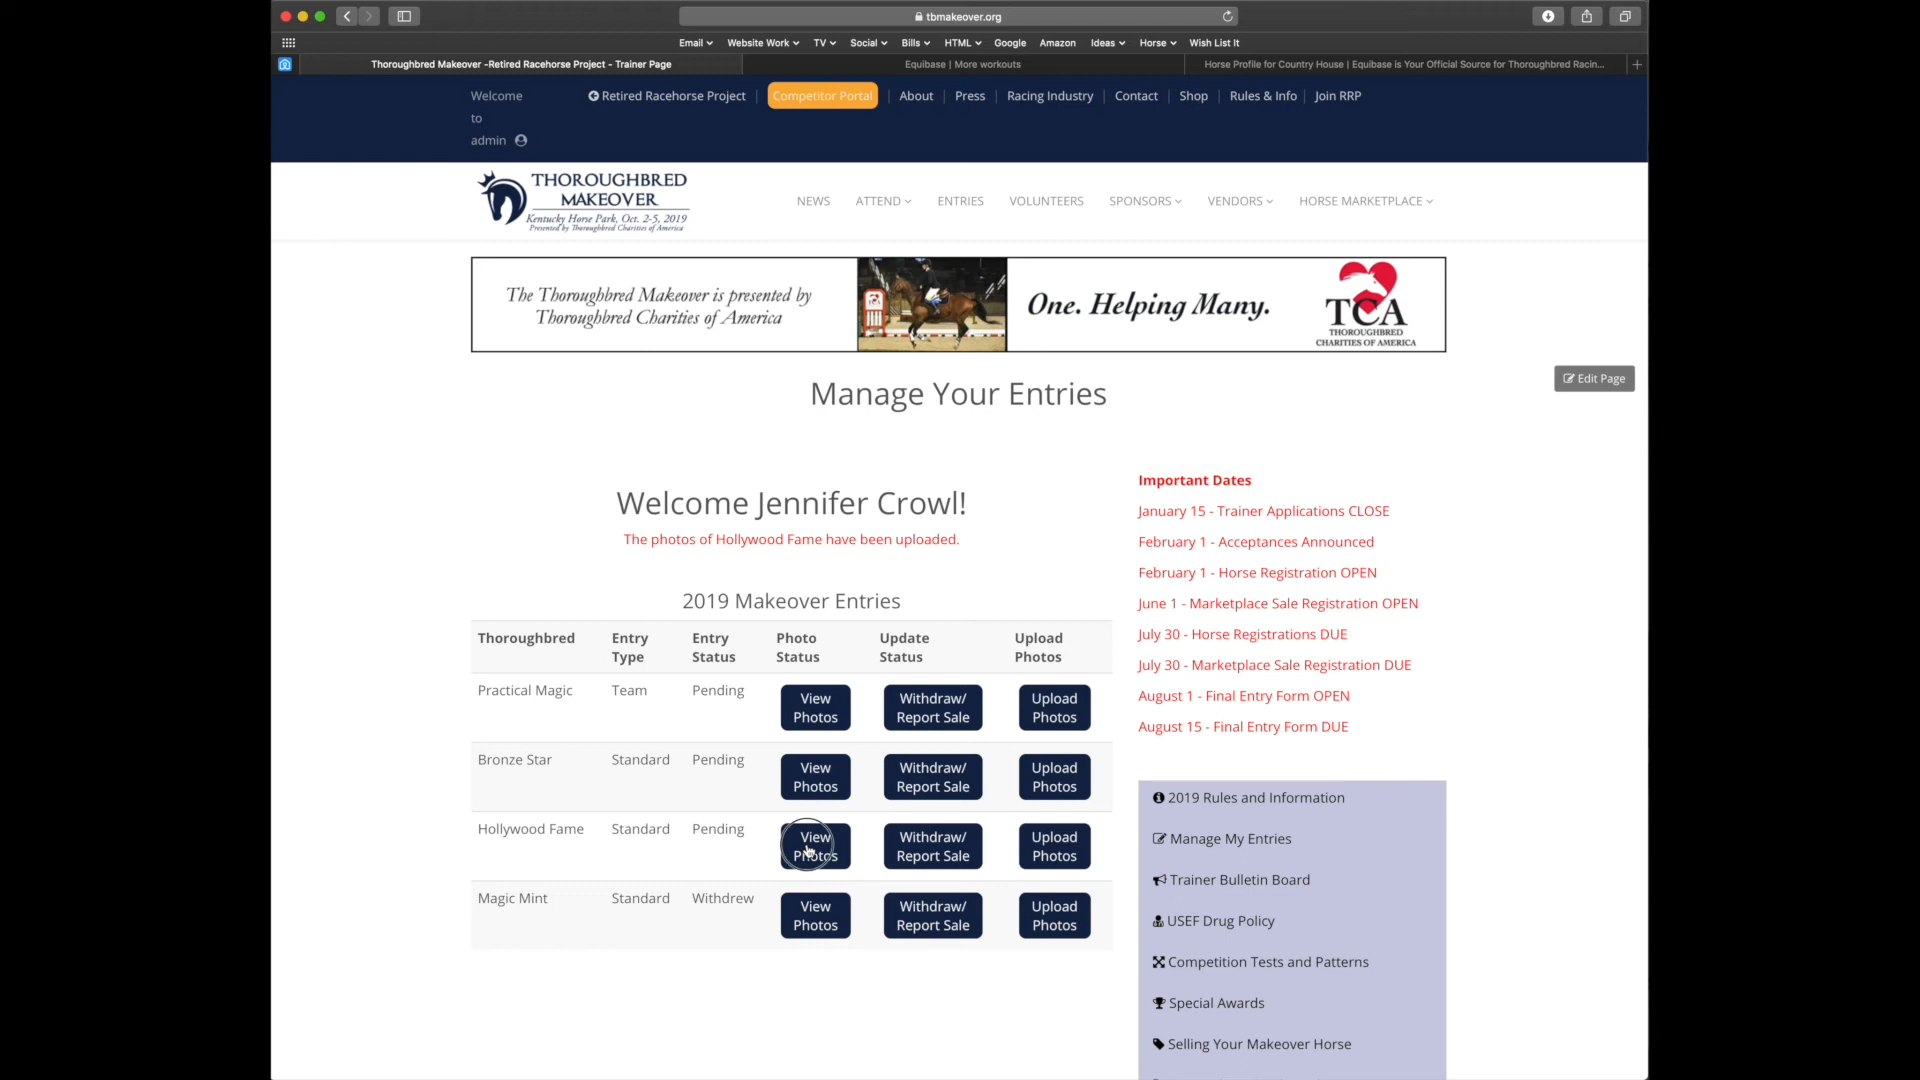 tbmakeover.org
Email Website Work TV Social Bills HTML Google Amazon Ideas Horse Wish List It
Thoroughbred Makeover -Retired Racehorse Project - Trainer Page
Equibase | More workouts
Horse Profile for Country House | Equibase is Your Official Source for Thoroughbred Racin...
Welcome
to
admin
Retired Racehorse Project | Competitor Portal | About | Press | Racing Industry | Contact | Shop | Rules & Info | Join RRP
THOROUGHBRED
MAKEOVER
Kentucky Horse Park, Oct. 2-5, 2019
Presented by Thoroughbred Charities of America
NEWS ATTEND ENTRIES VOLUNTEERS SPONSORS VENDORS HORSE MARKETPLACE
The Thoroughbred Makeover is presented by
Thoroughbred Charities of America
One. Helping Many.
TCA
THOROUGHBRED
CHARITIES OF AMERICA
Edit Page
Manage Your Entries
Welcome Jennifer Crowl!
The photos of Hollywood Fame have been uploaded.
2019 Makeover Entries
Thoroughbred Entry Type Entry Status Photo Status Update Status Upload Photos
Practical Magic Team Pending View Photos Withdraw/ Report Sale Upload Photos
Bronze Star Standard Pending View Photos Withdraw/ Report Sale Upload Photos
Hollywood Fame Standard Pending View Photos Withdraw/ Report Sale Upload Photos
Magic Mint Standard Withdrew View Photos Withdraw/ Report Sale Upload Photos
Important Dates
January 15 - Trainer Applications CLOSE
February 1 - Acceptances Announced
February 1 - Horse Registration OPEN
June 1 - Marketplace Sale Registration OPEN
July 30 - Horse Registrations DUE
July 30 - Marketplace Sale Registration DUE
August 1 - Final Entry Form OPEN
August 15 - Final Entry Form DUE
2019 Rules and Information
Manage My Entries
Trainer Bulletin Board
USEF Drug Policy
Competition Tests and Patterns
Special Awards
Selling Your Makeover Horse